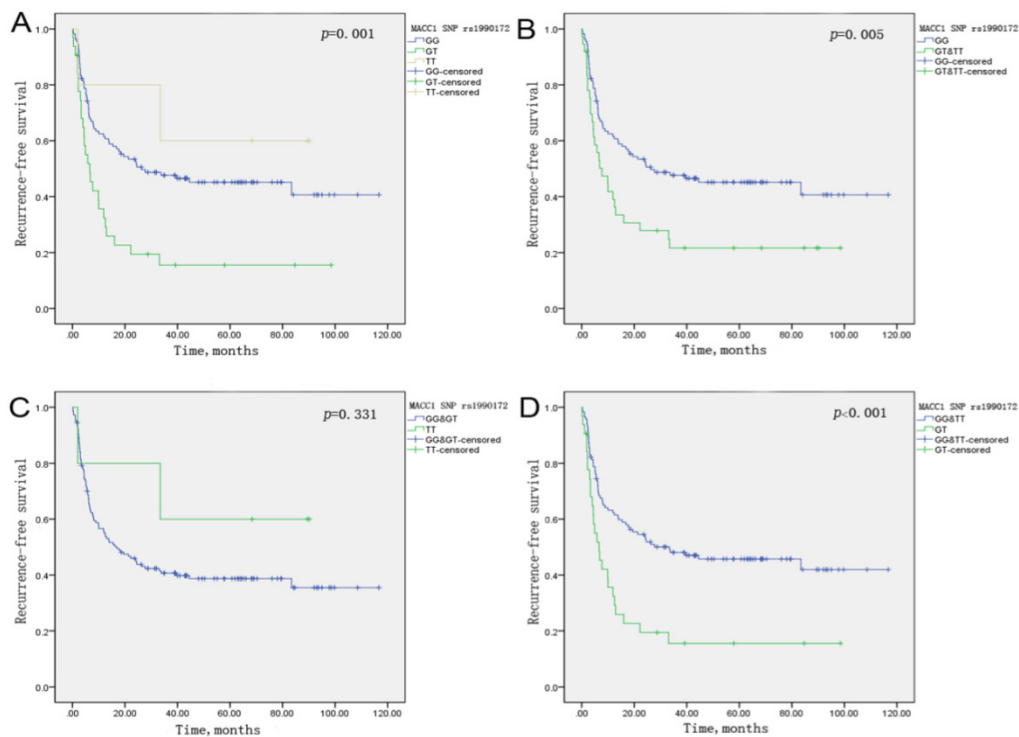 A
MACC1 SNP rs1990172
p=0.001
GG
GT
TT
GG-censored
GT-censored
TT-censored
Recurrence-free survival
1.0
0.8
0.6
0.4
0.2
0.0
.00 20.00 40.00 60.00 80.00 100.00 120.00
Time, months
B
MACC1 SNP rs1990172
p=0.005
GG
GT&TT
GG-censored
GT&TT-censored
Recurrence-free survival
1.0
0.8
0.6
0.4
0.2
0.0
.00 20.00 40.00 60.00 80.00 100.00 120.00
Time, months
C
MACC1 SNP rs1990172
p=0.331
GG&GT
TT
GG&GT-censored
TT-censored
Recurrence-free survival
1.0
0.8
0.6
0.4
0.2
0.0
.00 20.00 40.00 60.00 80.00 100.00 120.00
Time, months
D
MACC1 SNP rs1990172
p<0.001
GG&TT
GT
GG&TT-censored
GT-censored
Recurrence-free survival
1.0
0.8
0.6
0.4
0.2
0.0
.00 20.00 40.00 60.00 80.00 100.00 120.00
Time, months